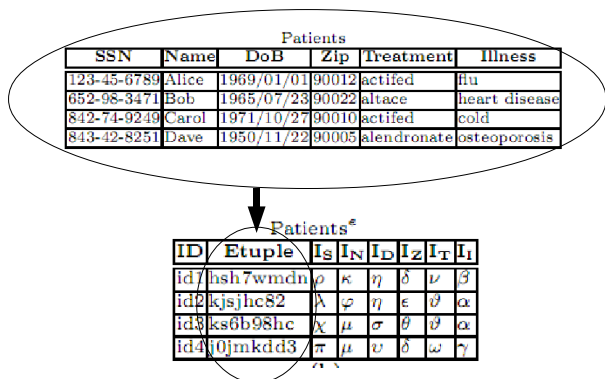 Patients
SSN Name DoB Zip Treatment Illness
123-45-6789 Alice 1969/01/01 90012 actifed flu
652-98-3471 Bob 1965/07/23 90022 altace heart disease
842-74-9249 Carol 1971/10/27 90010 actifed cold
843-42-8251 Dave 1950/11/22 90005 alendronate osteoporosis
Patientsᵉ
ID Etuple I_S I_N I_D I_Z I_T I_I
id1 hsh7wmdn ρ κ η δ ν β
id2 kjsjhc82 λ φ η ϵ ϑ α
id3 ks6b98hc χ μ σ θ ϑ α
id4 j0jmkdd3 π μ υ δ ω γ